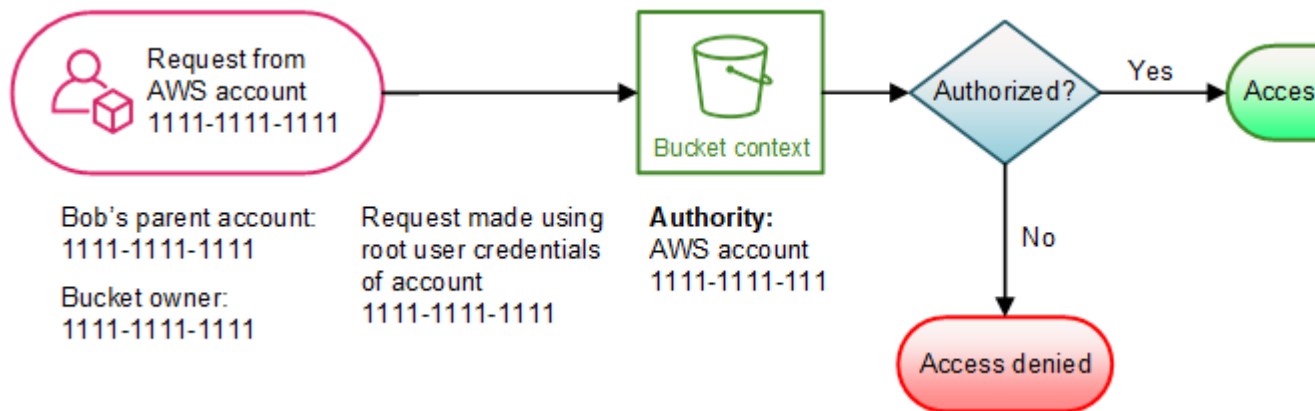 Request from
AWS account
1111-1111-1111
Bucket context
Authorized?
Yes
Acces
Bob's parent account:
1111-1111-1111
Bucket owner:
1111-1111-1111
Request made using
root user credentials
of account
1111-1111-1111
Authority:
AWS account
1111-1111-111
No
Access denied